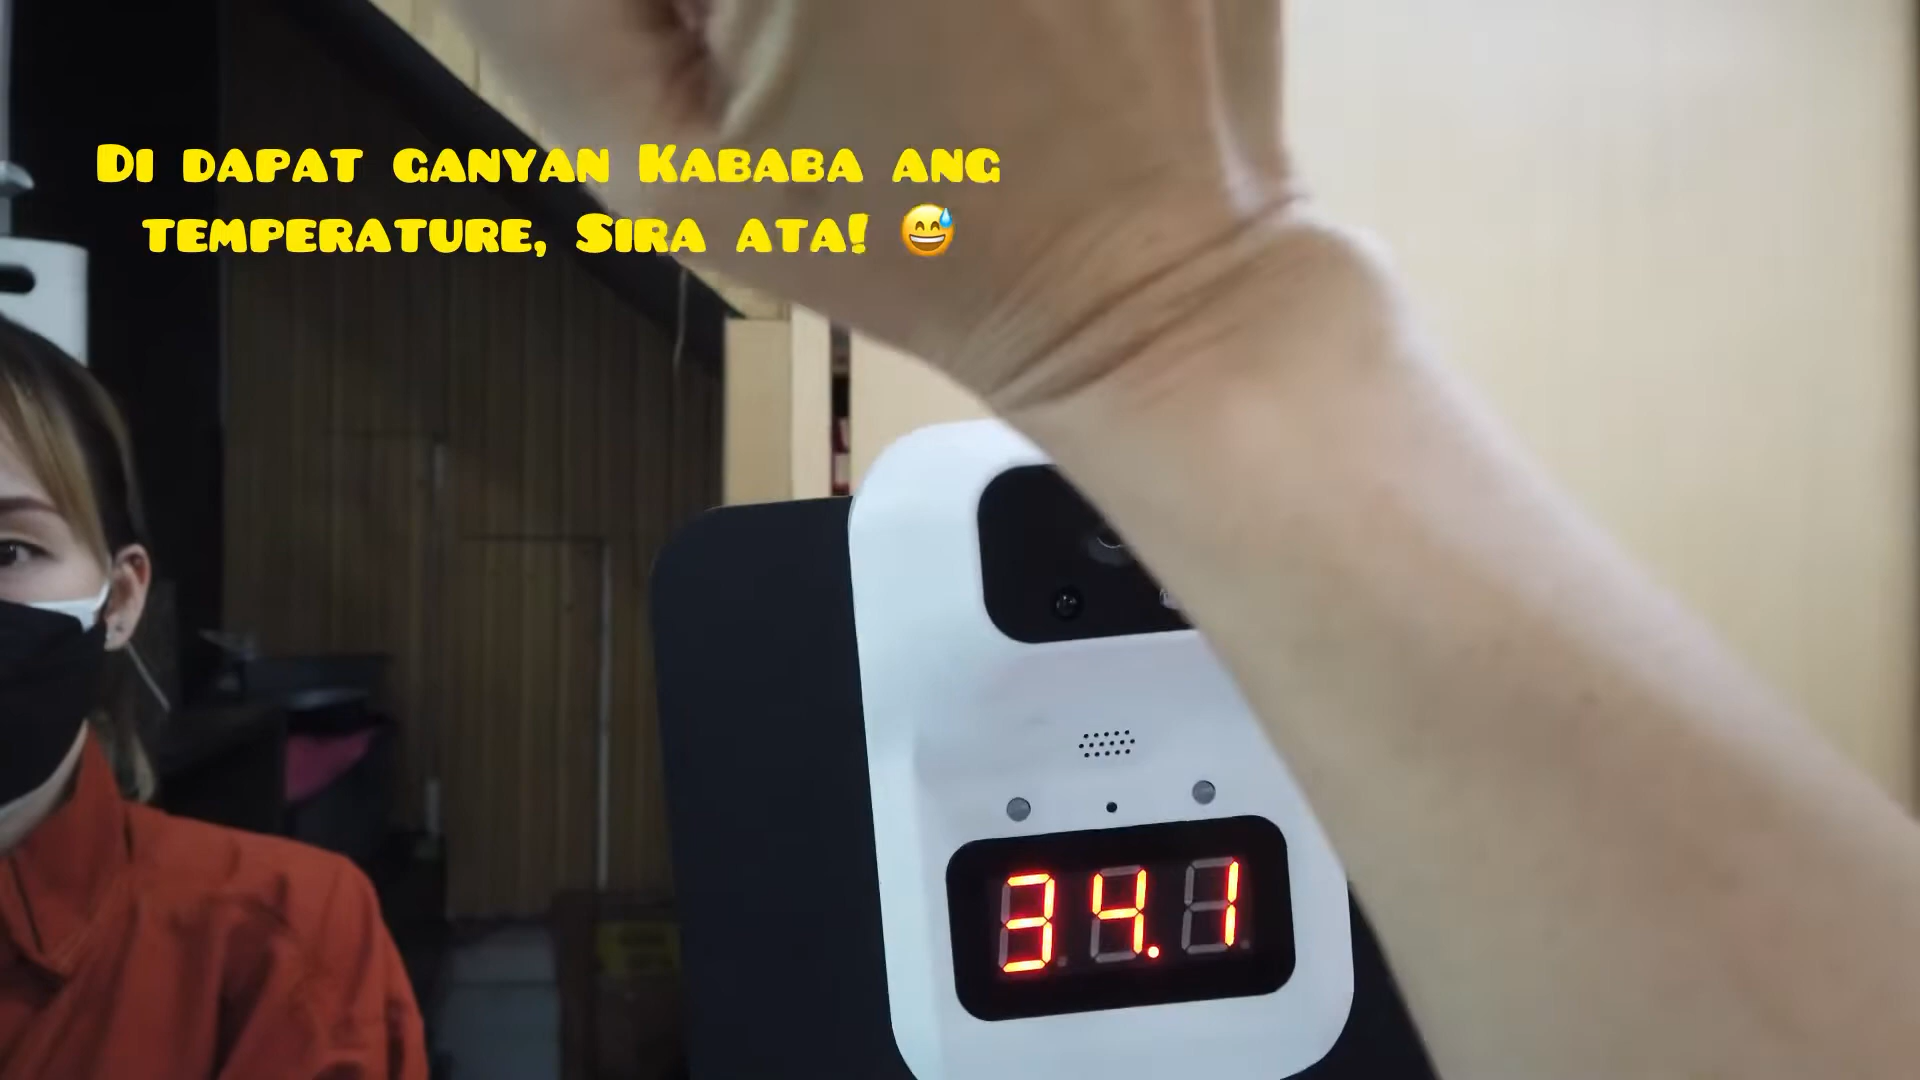 Di dapat ganyan Kababa ang
temperature, Sira ata! 😅
34.1